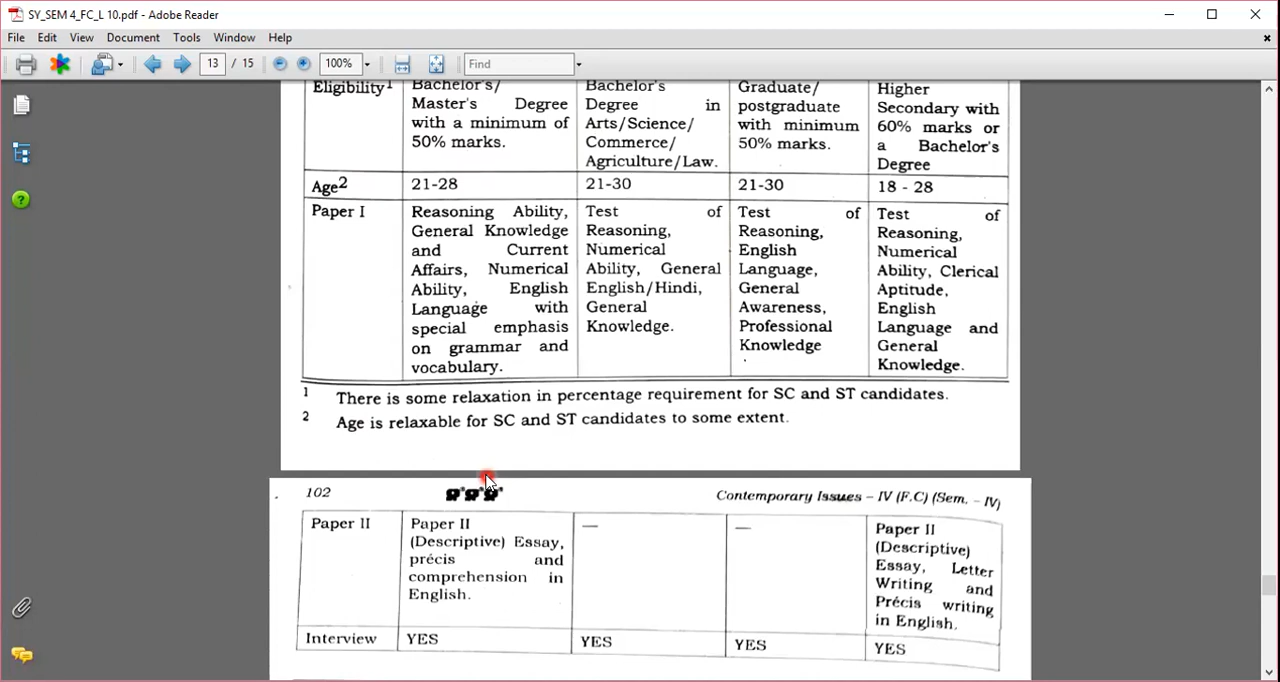 SY_SEM 4_FC_L 10.pdf - Adobe Reader
File Edit View Document Tools Window Help
13 / 15 100% Find
Eligibility1 Bachelor's/ Bachelor's Graduate/ Higher
Master's Degree Degree in postgraduate Secondary with
with a minimum of Arts/Science/ with minimum 60% marks or
50% marks. Commerce/ 50% marks. a Bachelor's
Agriculture/Law. Degree
Age2 21-28 21-30 21-30 18 - 28
Paper I Reasoning Ability, Test of Test of Test of
General Knowledge Reasoning, Reasoning, Reasoning,
and Current Numerical English Numerical
Affairs, Numerical Ability, General Language, Ability, Clerical
Ability, English English/Hindi, General Aptitude,
Language with General Awareness, English
special emphasis Knowledge. Professional Language and
on grammar and Knowledge General
vocabulary. Knowledge.
1 There is some relaxation in percentage requirement for SC and ST candidates.
2 Age is relaxable for SC and ST candidates to some extent.
102 Contemporary Issues – IV (F.C) (Sem. – IV)
Paper II Paper II — — Paper II
(Descriptive) Essay, (Descriptive)
précis and Essay, Letter
comprehension in Writing and
English. Précis writing
in English.
Interview YES YES YES YES